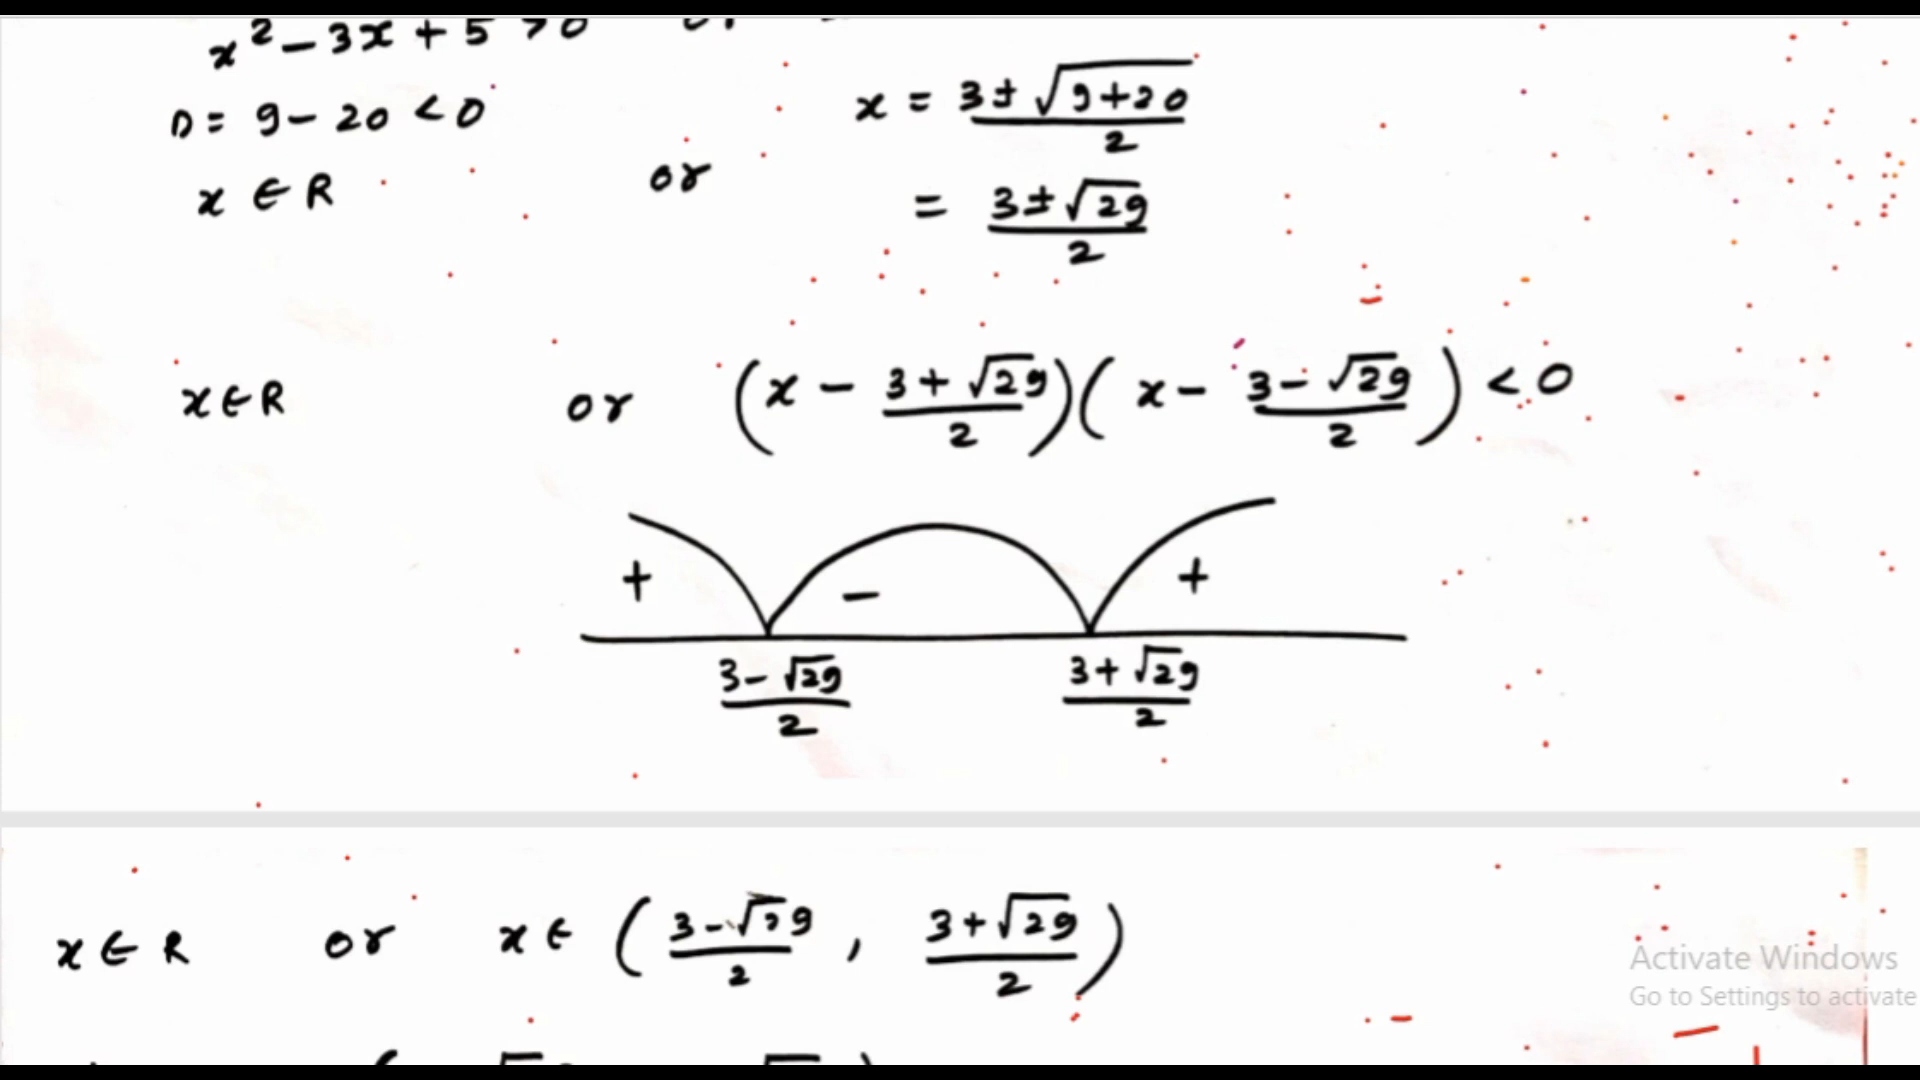 x² - 3x + 5 > 0 or
D = 9 - 20 < 0
x = (3 ± √(9+20))/2
x ∈ R or = (3 ± √29)/2
x ∈ R or (x - (3 + √29)/2)(x - (3 - √29)/2) < 0
+ - +
(3 - √29)/2 (3 + √29)/2
x ∈ R or x ∈ ((3 - √29)/2, (3 + √29)/2)
Activate Windows
Go to Settings to activate